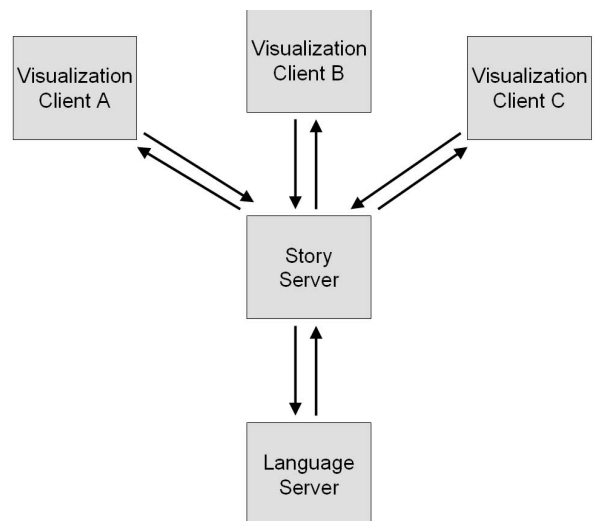 Visualization
Client A
Visualization
Client B
Visualization
Client C
Story
Server
Language
Server